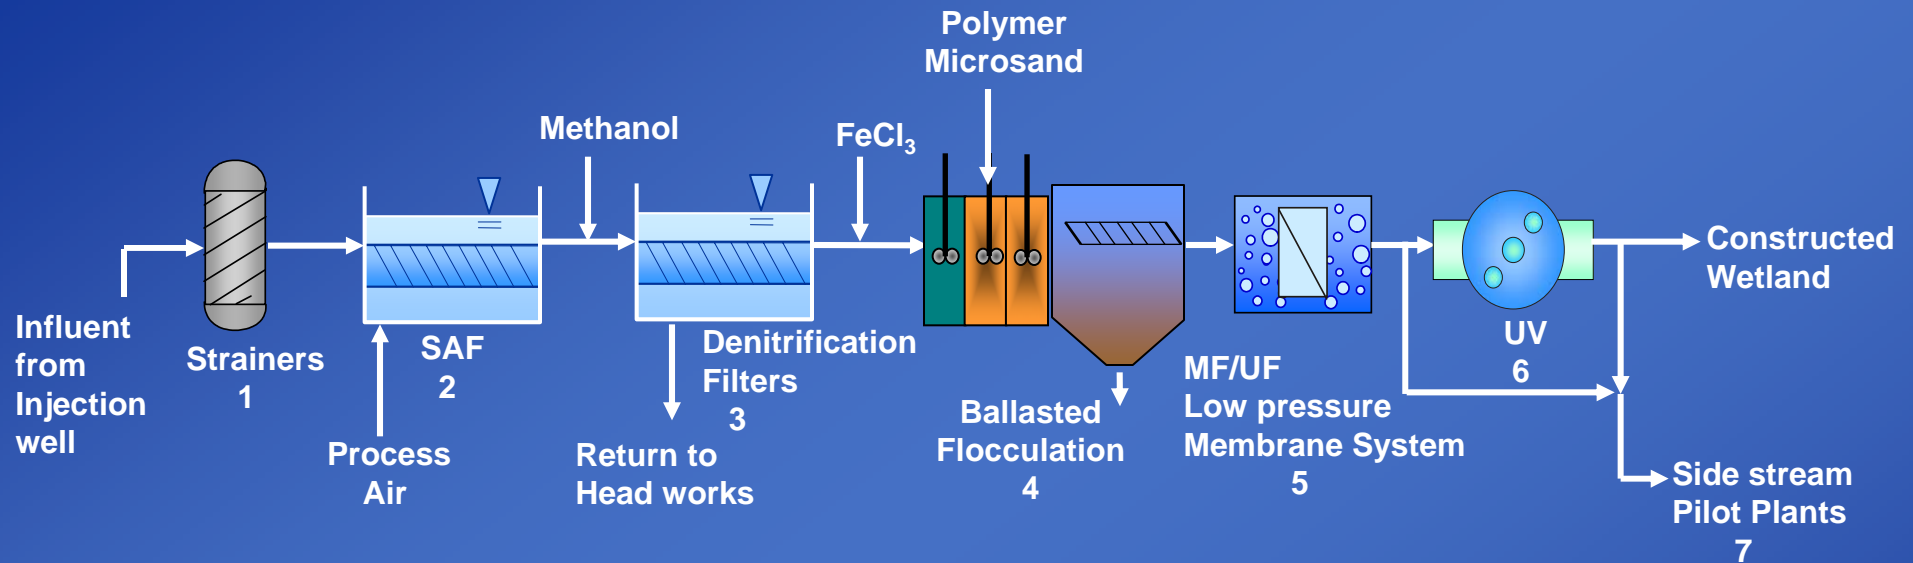 Polymer
Microsand
Methanol
FeCl₃
Influent
from
Injection
well
Strainers
1
SAF
2
Process
Air
Denitrification
Filters
3
Return to
Head works
Ballasted
Flocculation
4
MF/UF
Low pressure
Membrane System
5
UV
6
Constructed
Wetland
Side stream
Pilot Plants
7